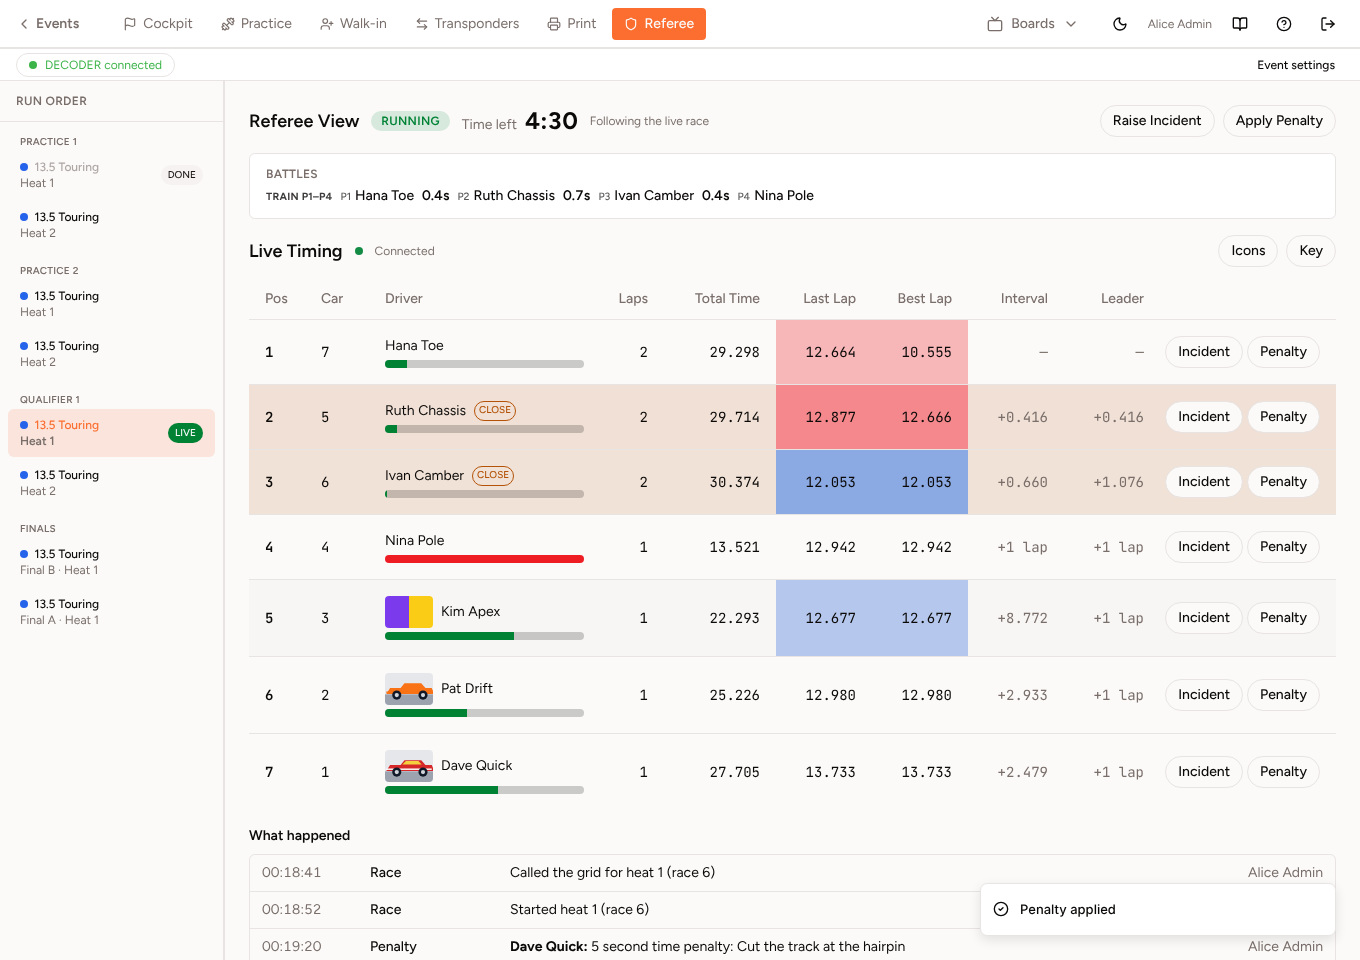 Events Cockpit Practice Walk-in Transponders Print Referee Boards Alice Admin
DECODER connected Event settings
RUN ORDER
PRACTICE 1
13.5 Touring
Heat 1 DONE
13.5 Touring
Heat 2
PRACTICE 2
13.5 Touring
Heat 1
13.5 Touring
Heat 2
QUALIFIER 1
13.5 Touring
Heat 1 LIVE
13.5 Touring
Heat 2
FINALS
13.5 Touring
Final B · Heat 1
13.5 Touring
Final A · Heat 1
Referee View RUNNING Time left 4:30 Following the live race Raise Incident Apply Penalty
BATTLES
TRAIN P1–P4 P1 Hana Toe 0.4s P2 Ruth Chassis 0.7s P3 Ivan Camber 0.4s P4 Nina Pole
Live Timing Connected Icons Key
Pos Car Driver Laps Total Time Last Lap Best Lap Interval Leader
1 7 Hana Toe 2 29.298 12.664 10.555 — — Incident Penalty
2 5 Ruth Chassis CLOSE 2 29.714 12.877 12.666 +0.416 +0.416 Incident Penalty
3 6 Ivan Camber CLOSE 2 30.374 12.053 12.053 +0.660 +1.076 Incident Penalty
4 4 Nina Pole 1 13.521 12.942 12.942 +1 lap +1 lap Incident Penalty
5 3 Kim Apex 1 22.293 12.677 12.677 +8.772 +1 lap Incident Penalty
6 2 Pat Drift 1 25.226 12.980 12.980 +2.933 +1 lap Incident Penalty
7 1 Dave Quick 1 27.705 13.733 13.733 +2.479 +1 lap Incident Penalty
What happened
00:18:41 Race Called the grid for heat 1 (race 6) Alice Admin
00:18:52 Race Started heat 1 (race 6)
Penalty applied
00:19:20 Penalty Dave Quick: 5 second time penalty: Cut the track at the hairpin Alice Admin